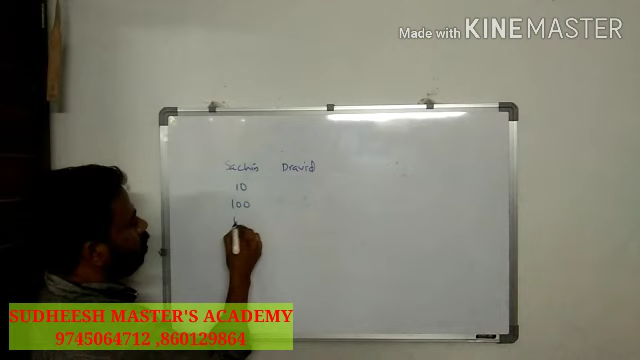 Made with KINEMASTER
Sachin Dravid
10
100
SUDHEESH MASTER'S ACADEMY
9745064712 ,860129864